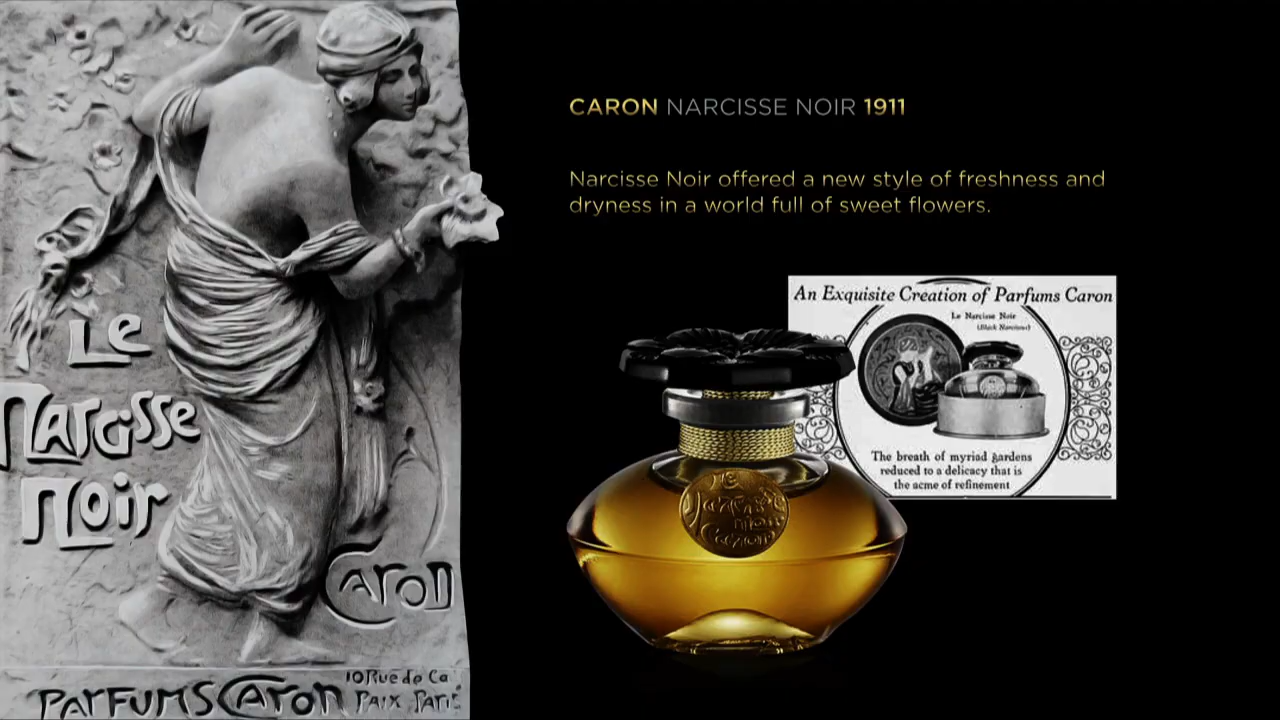 Le
Narcisse
Noir
Caron
PARFUMS CARON
10 Rue de La
PAIX PARIS
CARON NARCISSE NOIR 1911
Narcisse Noir offered a new style of freshness and
dryness in a world full of sweet flowers.
An Exquisite Creation of Parfums Caron
Le Narcisse Noir
(Black Narcissus)
The breath of myriad gardens
reduced to a delicacy that is
the acme of refinement
Le
Narcisse
noir
Caron